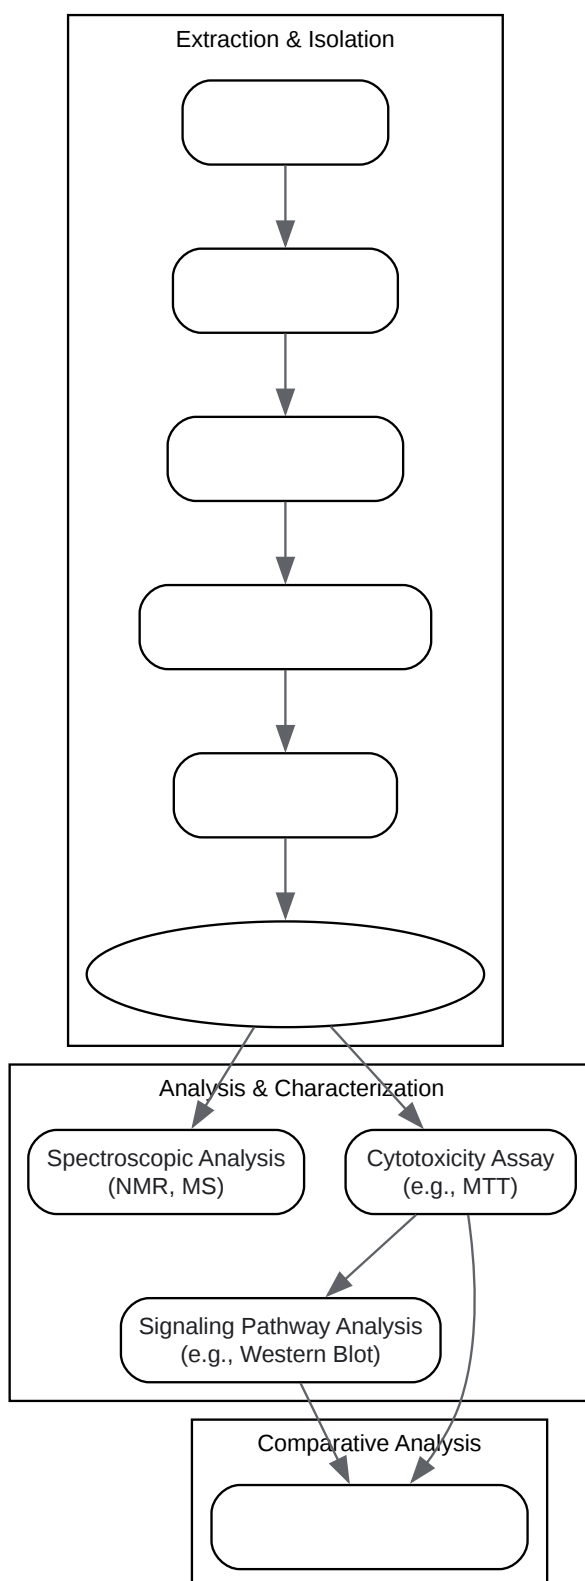 Extraction & Isolation
Analysis & Characterization
Spectroscopic Analysis
(NMR, MS)
Cytotoxicity Assay
(e.g., MTT)
Signaling Pathway Analysis
(e.g., Western Blot)
Comparative Analysis